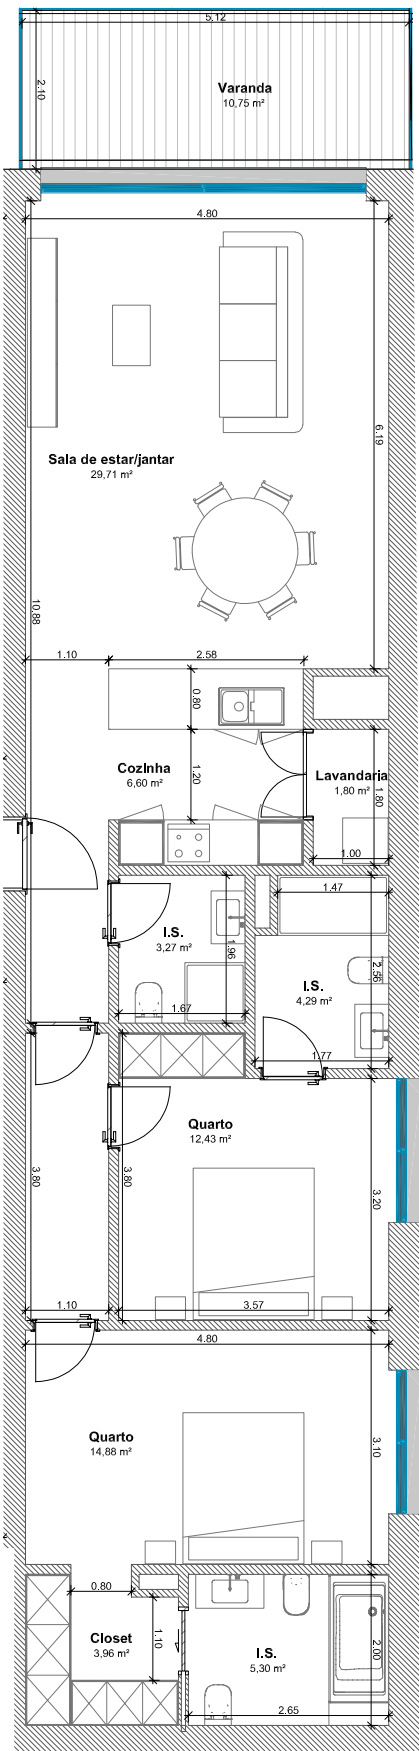 5.12
2.10
Varanda
10,75 m²
4.80
6.19
Sala de estar/jantar
29,71 m²
10.88
1.10
2.58
0.80
CozInha
6,60 m²
1.20
Lavandaria
1,80 m²
1.80
1.00
1.47
I.S.
3,27 m²
1.96
1.67
2.56
I.S.
4,29 m²
1.77
Quarto
12,43 m²
3.80
3.80
3.20
1.10
3.57
4.80
Quarto
14,88 m²
3.10
0.80
Closet
3,96 m²
1.10
I.S.
5,30 m²
2.00
2.65